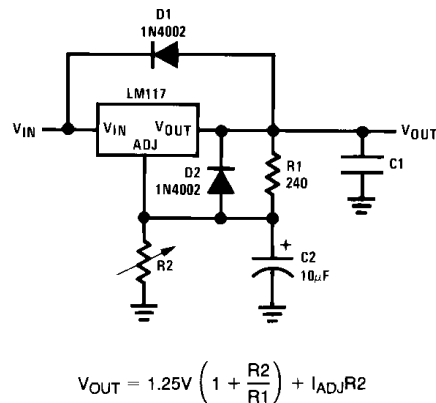 D1
1N4002
LM117
VIN
VIN
VOUT
VOUT
ADJ
D2
1N4002
R1
240
C1
R2
+
C2
10μF
VOUT = 1.25V (1 + R2/R1) + IADJR2